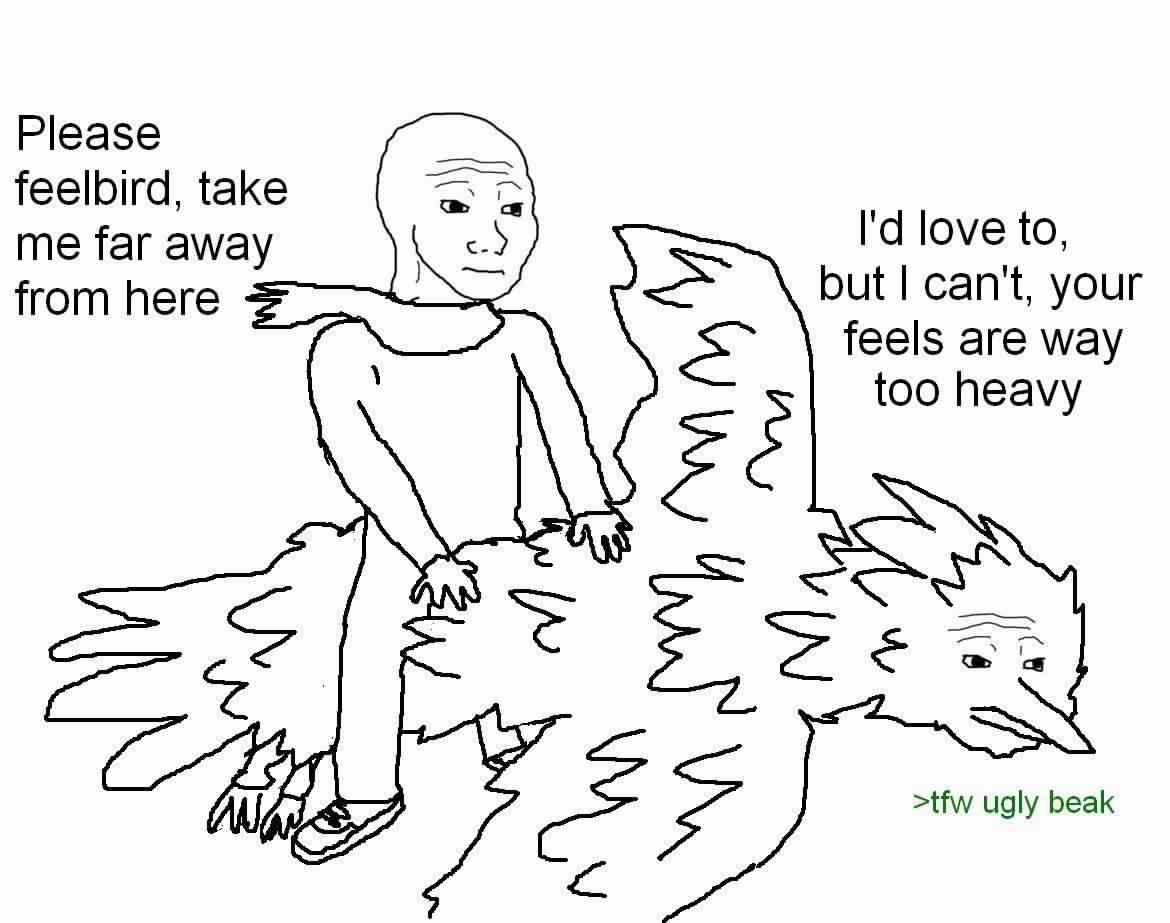 Please
feelbird, take
me far away
from here
I'd love to,
but I can't, your
feels are way
too heavy
>tfw ugly beak